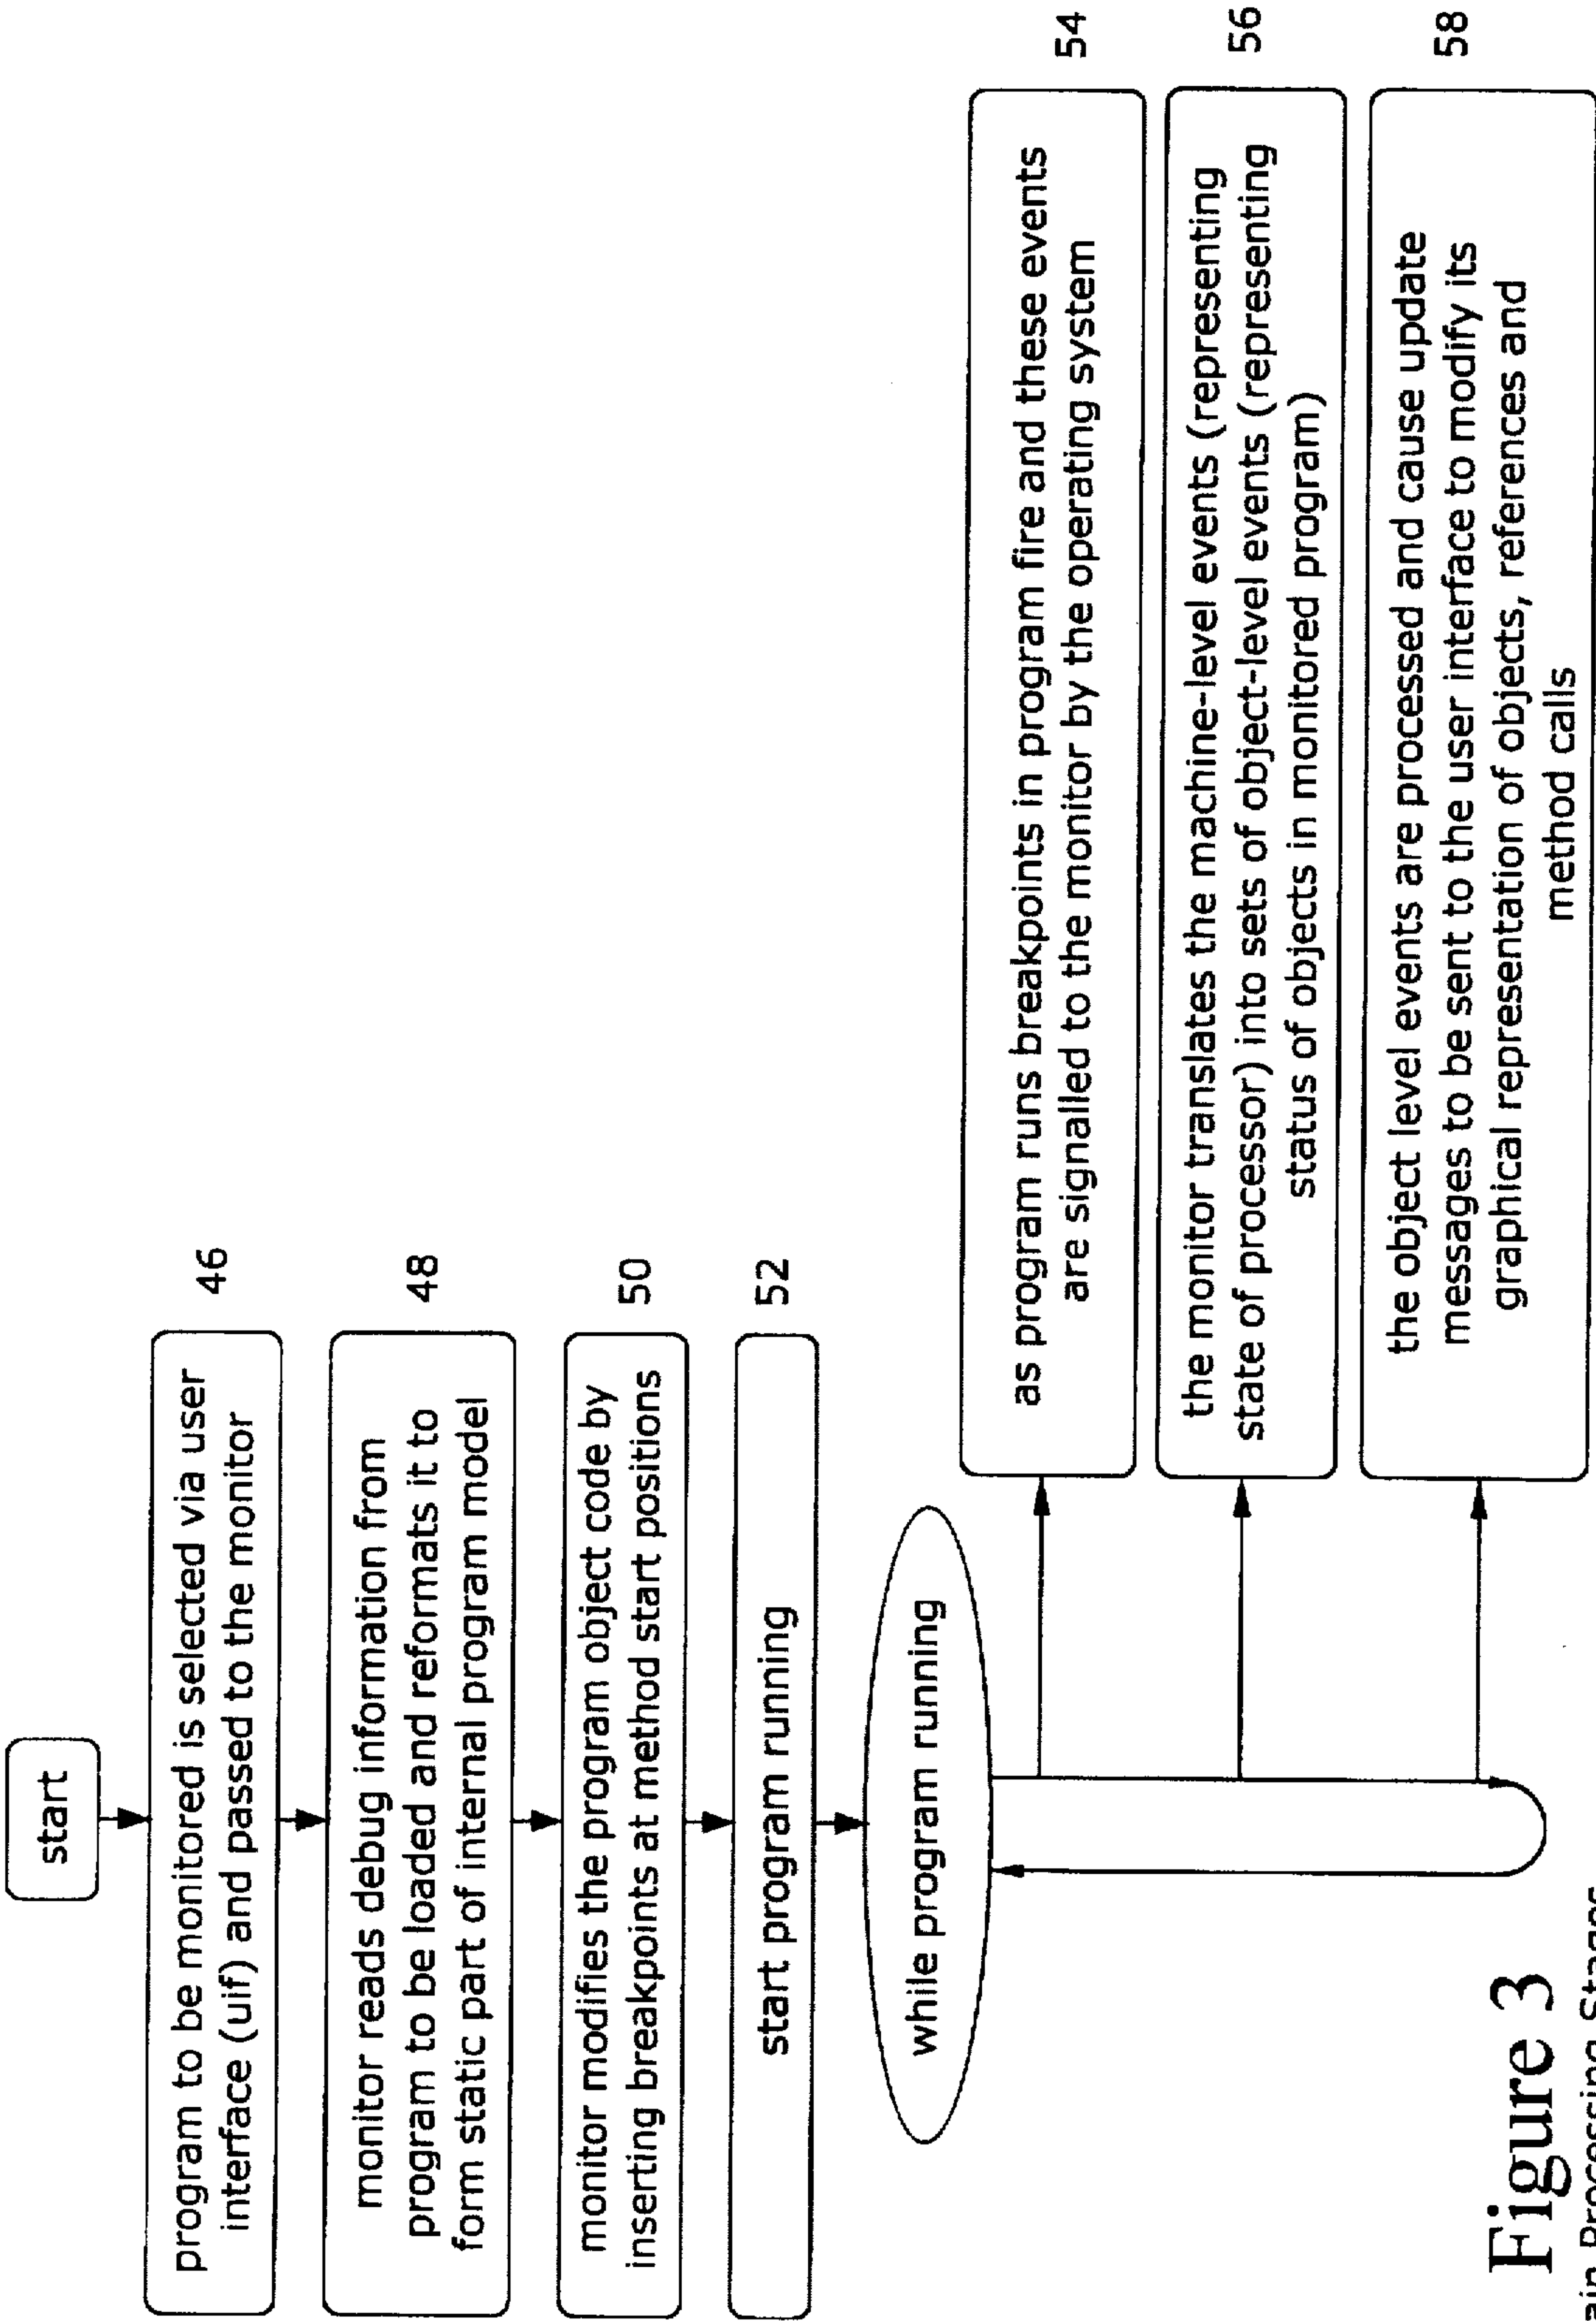 start
program to be monitored is selected via user
interface (uif) and passed to the monitor
46
monitor reads debug information from
program to be loaded and reformats it to
form static part of internal program model
48
monitor modifies the program object code by
inserting breakpoints at method start positions
50
start program running
52
while program running
as program runs breakpoints in program fire and these events
are signalled to the monitor by the operating system
54
the monitor translates the machine-level events (representing
state of processor) into sets of object-level events (representing
status of objects in monitored program)
56
the object level events are processed and cause update
messages to be sent to the user interface to modify its
graphical representation of objects, references and
method calls
58
Figure 3
Processing Stages